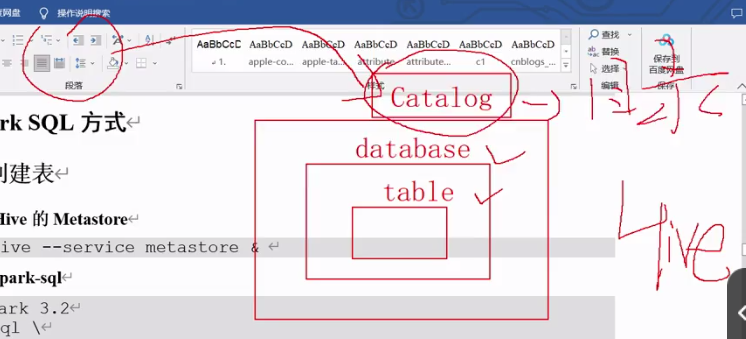 度网盘 操作说明搜索
AaBbCcD AaBbCcD AaBbCcD AaBbCcD AaBbCcD AaBbCcD
1. apple-co... apple-ta... attribute... attribute... c1 cnblogs_...
查找
替换
选择
保存到
百度网盘
段落 样式 编辑 保存
Catalog
rk SQL 方式
database
创建表
table
Hive 的 Metastore
ive --service metastore &
park-sql
Hive
ark 3.2
ql \